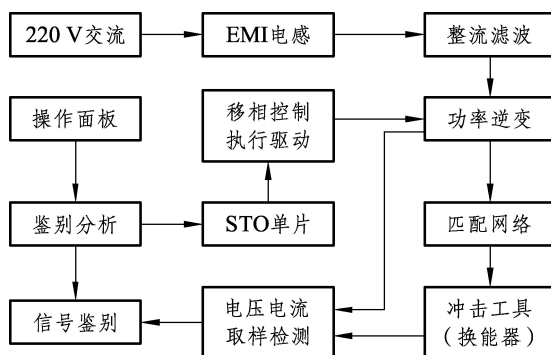 220 V交流
EMI电感
整流滤波
操作面板
移相控制
执行驱动
功率逆变
鉴别分析
STO单片
匹配网络
信号鉴别
电压电流
取样检测
冲击工具
（换能器）